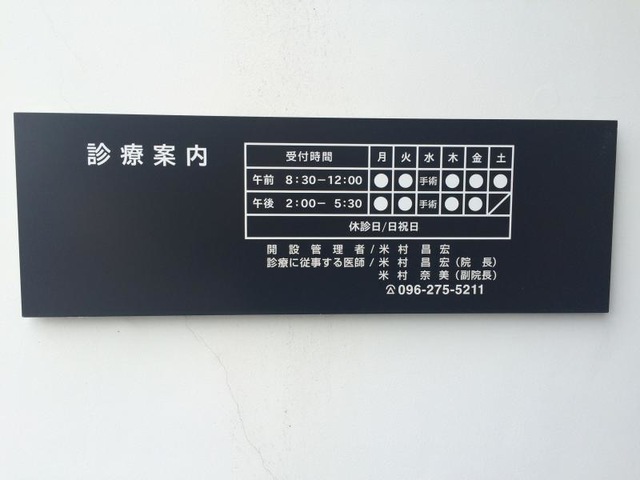 診療案内
受付時間 月 火 水 木 金 土
午前 8:30-12:00 ● ● 手術 ● ● ●
午後 2:00- 5:30 ● ● 手術 ● ● ／
休診日/日祝日
開設管理者/米村 昌宏
診療に従事する医師/米村 昌宏(院長)
米村 奈美(副院長)
☎096-275-5211